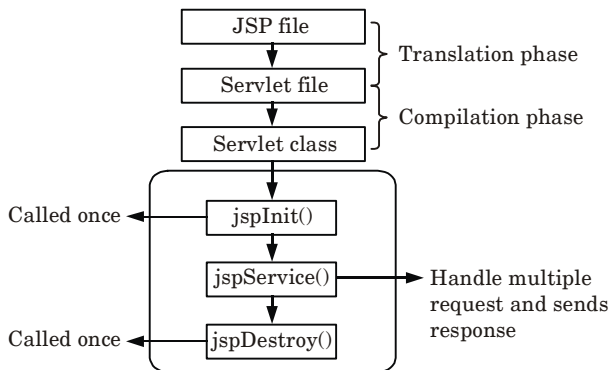 JSP file
Translation phase
Servlet file
Compilation phase
Servlet class
Called once
jspInit()
jspService()
Handle multiple
request and sends
response
Called once
jspDestroy()